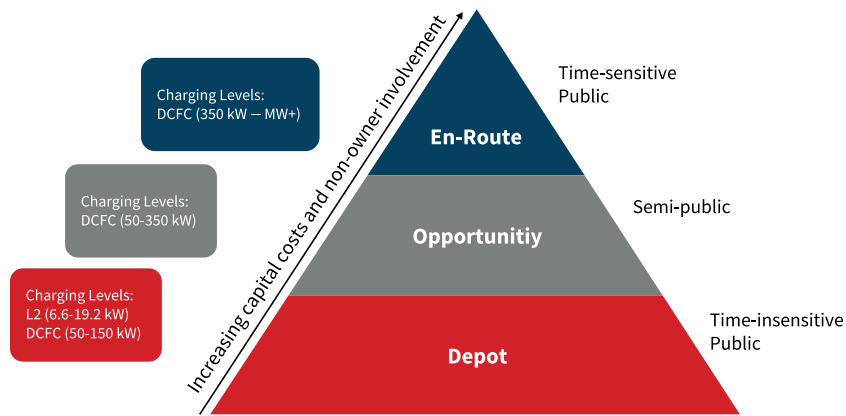 Charging Levels:
DCFC (350 kW — MW+)
Charging Levels:
DCFC (50-350 kW)
Charging Levels:
L2 (6.6-19.2 kW)
DCFC (50-150 kW)
Increasing capital costs and non-owner involvement
En-Route
Opportunitiy
Depot
Time-sensitive
Public
Semi-public
Time-insensitive
Public